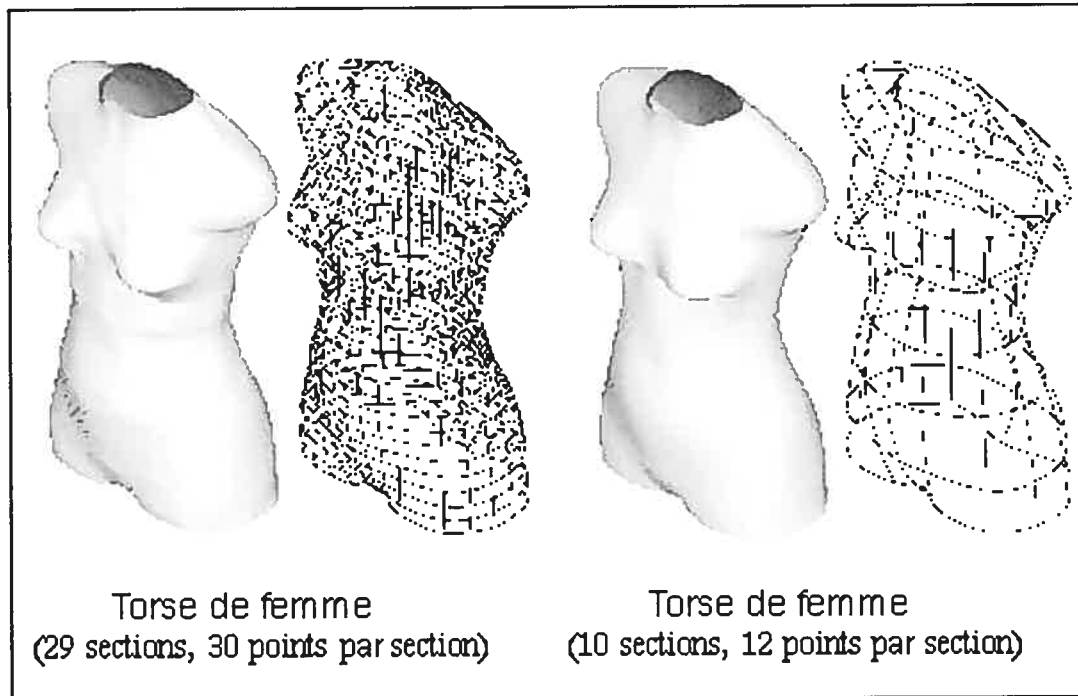 Torse de femme
(29 sections, 30 points par section)
Torse de femme
(10 sections, 12 points par section)